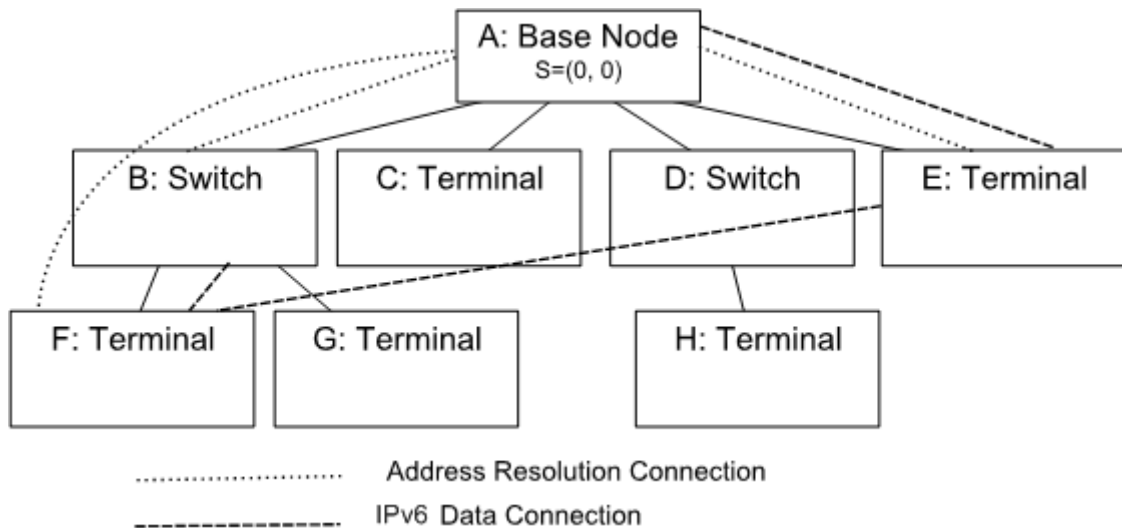 A: Base Node
S=(0, 0)
B: Switch
C: Terminal
D: Switch
E: Terminal
F: Terminal
G: Terminal
H: Terminal
Address Resolution Connection
IPv6 Data Connection